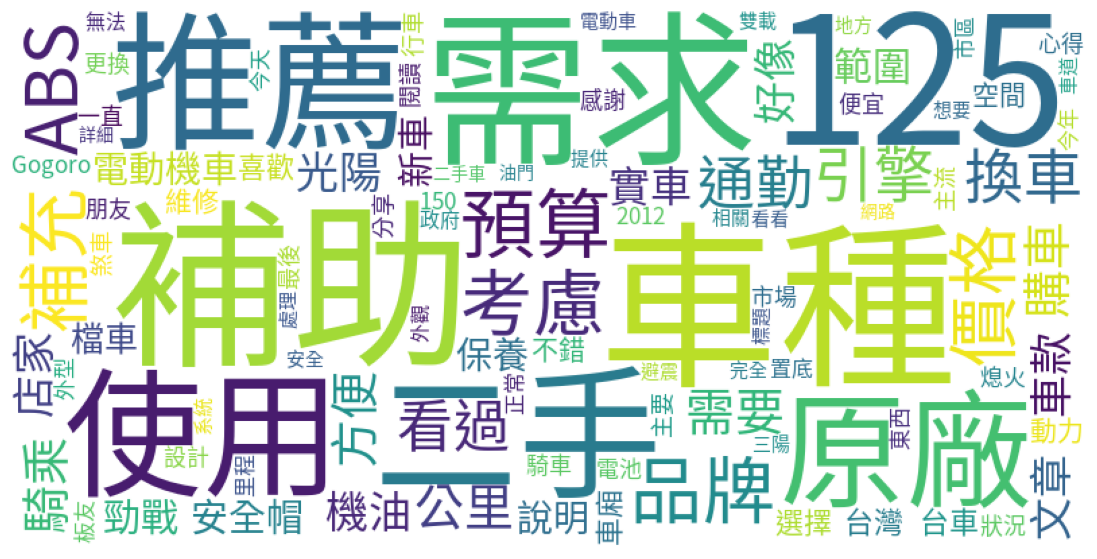 無法
電動車
雙載
地方
ABS
推薦
需求
125
更換
今天
行車
閱讀
感謝
好像
範圍
便宜
想要
市區
心得
車道
空間
今年
一直
詳細
Gogoro
電動機車
喜歡
光陽
新車
二手車
油門
提供
實車
通勤
引擎
主流
換車
補充
朋友
維修
煞車
補助
最後
處理
分享
150
政府
預算
2012
相關
看看
網路
車種
價格
購車
考慮
外觀
市場
標題
店家
檔車
外型
安全
保養
不錯
避震
完全
置底
熄火
車款
使用
方便
看過
正常
二手
主要
需要
三陽
原廠
東西
動力
騎乘
板友
設計
系統
里程
勁戰
安全帽
機油
公里
騎車
電池
說明
車廂
品牌
選擇
台灣
台車
狀況
文章